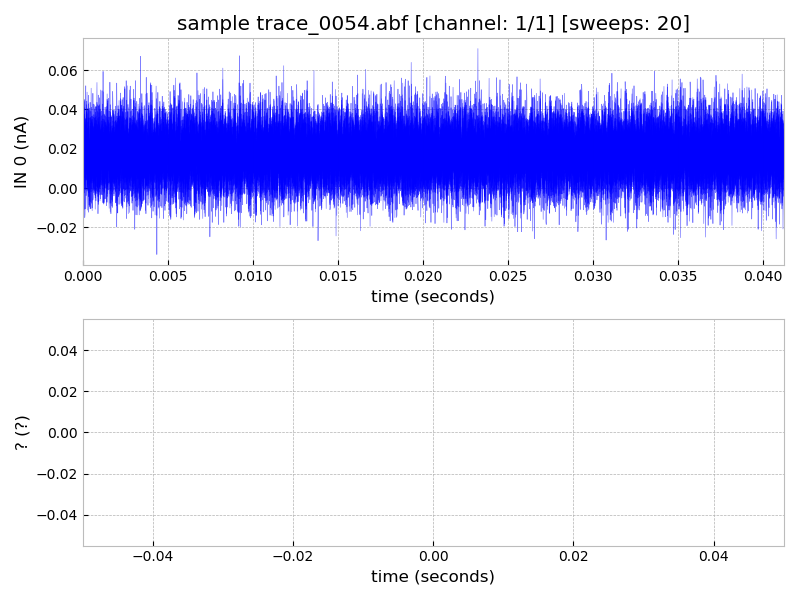 sample trace_0054.abf [channel: 1/1] [sweeps: 20]
IN 0 (nA)
0.06
0.04
0.02
0.00
−0.02
0.000 0.005 0.010 0.015 0.020 0.025 0.030 0.035 0.040
time (seconds)
? (?)
0.04
0.02
0.00
−0.02
−0.04
−0.04 −0.02 0.00 0.02 0.04
time (seconds)